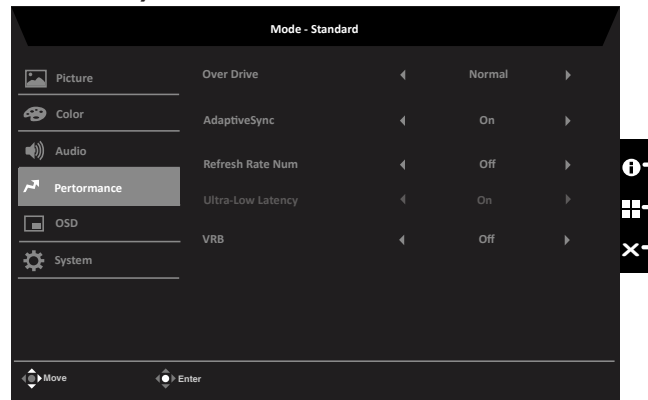 Mode - Standard
Picture
Color
Audio
Pertormance
OSD
System
Over Drive Normal
AdaptiveSync On
Refresh Rate Num Off
Ultra-Low Latency On
VRB Off
Move Enter